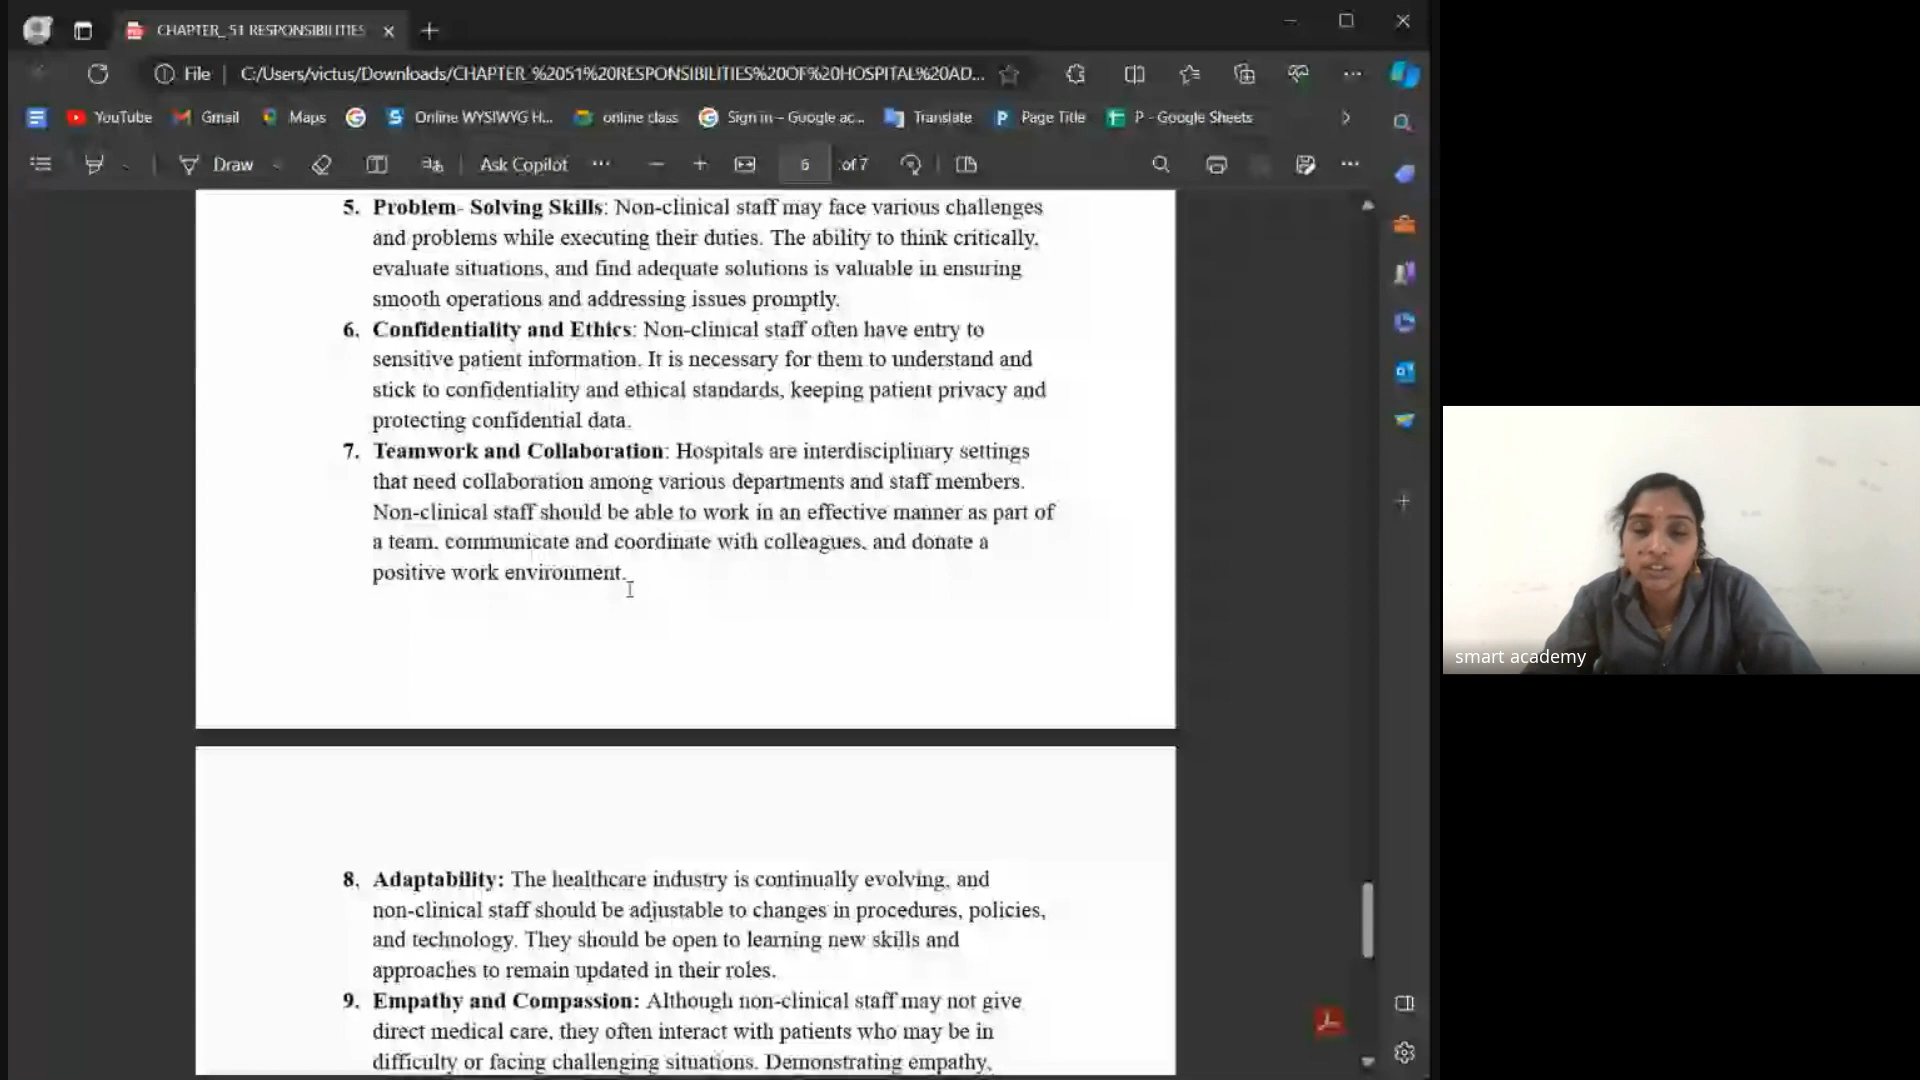 CHAPTER_ 51 RESPONSIBILITIES
File
C:/Users/victus/Downloads/CHAPTER_%2051%20RESPONSIBILITIES%20OF%20HOSPITAL%20AD...
YouTube
Gmail
Maps
Online WYSIWYG H...
online class
Sign in – Google ac...
Translate
Page Title
P - Google Sheets
Draw
Ask Copilot
6 of 7
5. Problem- Solving Skills: Non-clinical staff may face various challenges
and problems while executing their duties. The ability to think critically,
evaluate situations, and find adequate solutions is valuable in ensuring
smooth operations and addressing issues promptly.
6. Confidentiality and Ethics: Non-clinical staff often have entry to
sensitive patient information. It is necessary for them to understand and
stick to confidentiality and ethical standards, keeping patient privacy and
protecting confidential data.
7. Teamwork and Collaboration: Hospitals are interdisciplinary settings
that need collaboration among various departments and staff members.
Non-clinical staff should be able to work in an effective manner as part of
a team, communicate and coordinate with colleagues, and donate a
positive work environment.
8. Adaptability: The healthcare industry is continually evolving, and
non-clinical staff should be adjustable to changes in procedures, policies,
and technology. They should be open to learning new skills and
approaches to remain updated in their roles.
9. Empathy and Compassion: Although non-clinical staff may not give
direct medical care, they often interact with patients who may be in
difficulty or facing challenging situations. Demonstrating empathy,
smart academy